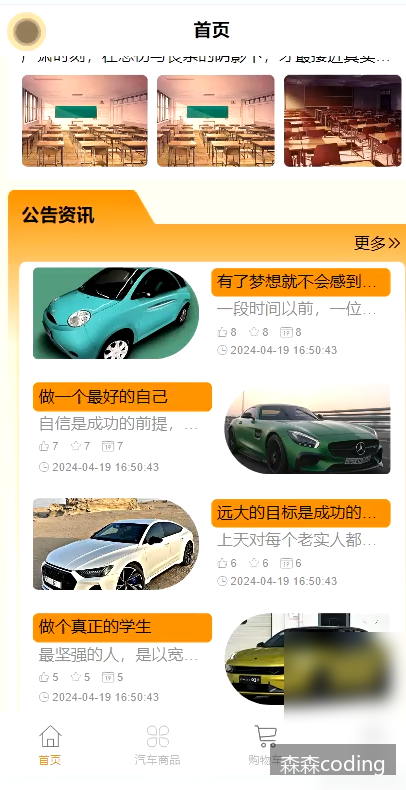 首页
公告资讯
更多»
有了梦想就不会感到…
一段时间以前，一位…
8 8 8
2024-04-19 16:50:43
做一个最好的自己
自信是成功的前提，…
7 7 7
2024-04-19 16:50:43
远大的目标是成功的…
上天对每个老实人都…
6 6 6
2024-04-19 16:50:43
做个真正的学生
最坚强的人，是以宽…
5 5 5
2024-04-19 16:50:43
首页
汽车商品
购物车
森森coding